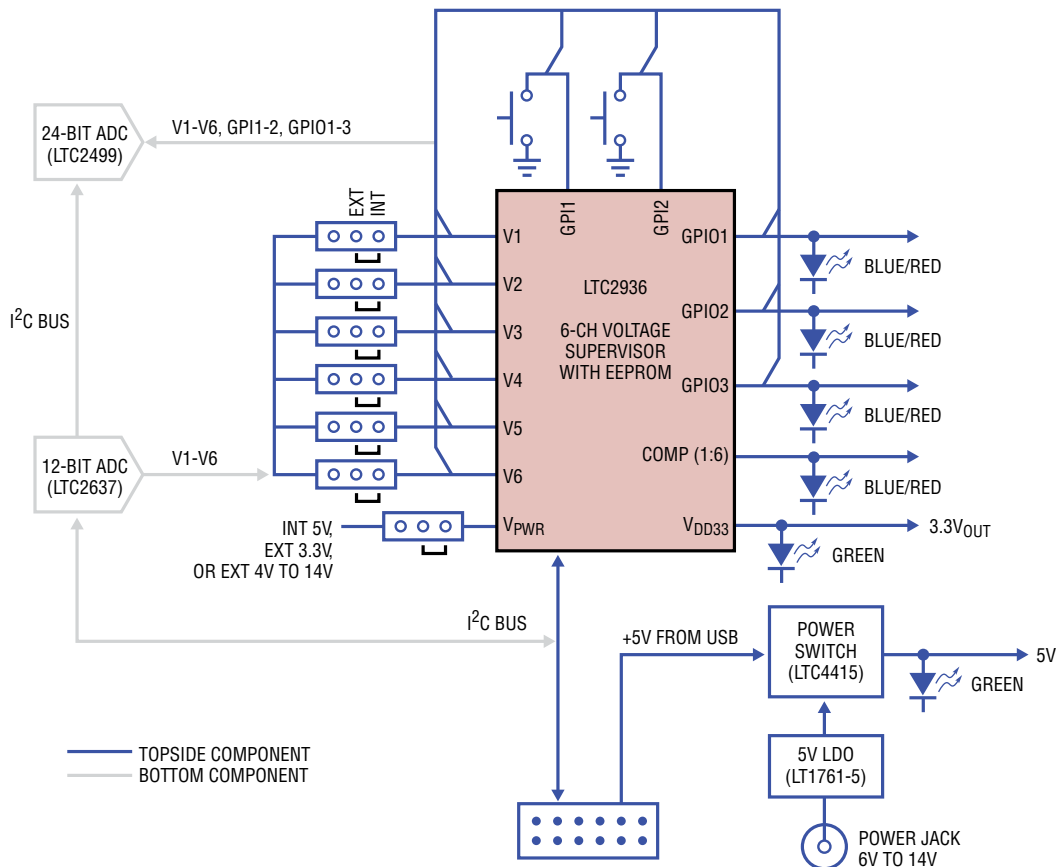 24-BIT ADC
(LTC2499)
V1-V6, GPI1-2, GPIO1-3
EXT
INT
GPI1
GPI2
V1
V2
V3
V4
V5
V6
VPWR
LTC2936
6-CH VOLTAGE
SUPERVISOR
WITH EEPROM
GPIO1
GPIO2
GPIO3
COMP (1:6)
VDD33
BLUE/RED
BLUE/RED
BLUE/RED
BLUE/RED
3.3VOUT
GREEN
I2C BUS
12-BIT ADC
(LTC2637)
V1-V6
INT 5V,
EXT 3.3V,
OR EXT 4V TO 14V
I2C BUS
+5V FROM USB
POWER
SWITCH
(LTC4415)
5V
GREEN
5V LDO
(LT1761-5)
POWER JACK
6V TO 14V
TOPSIDE COMPONENT
BOTTOM COMPONENT